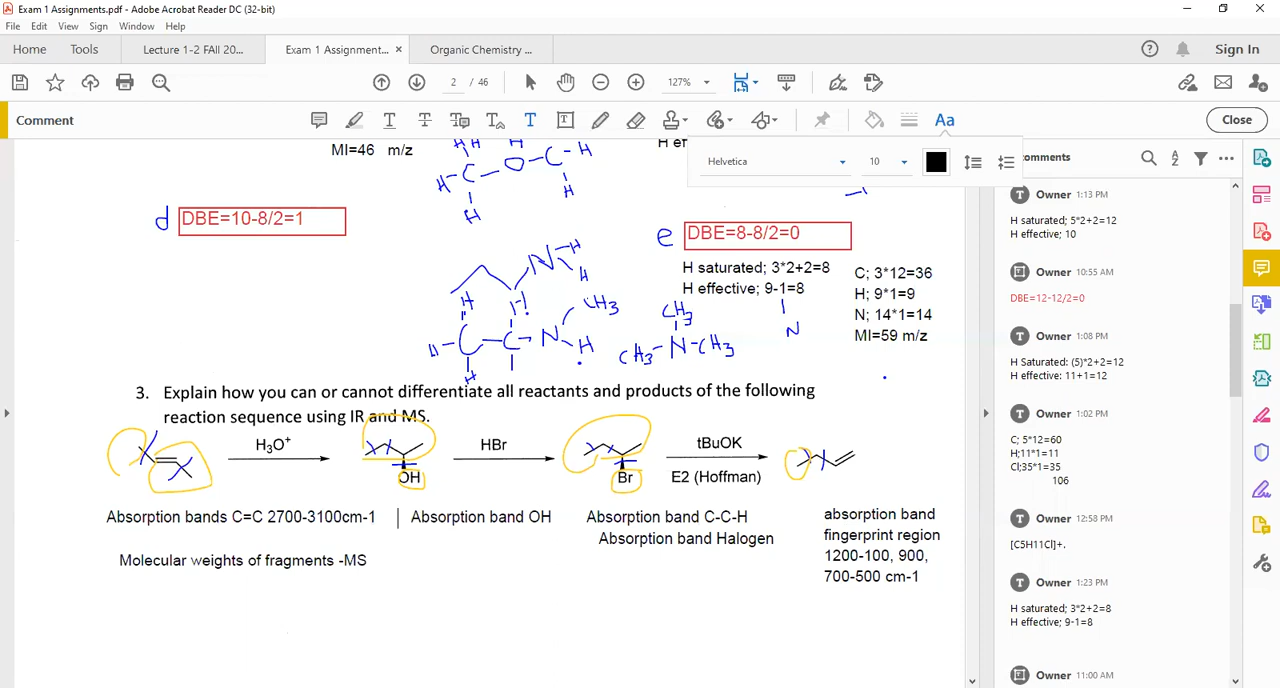 Exam 1 Assignments.pdf - Adobe Acrobat Reader DC (32-bit)
File Edit View Sign Window Help
Home Tools Lecture 1-2 FAll 20... Exam 1 Assignment... × Organic Chemistry ... Sign In
2 / 46 127%
Comment Aa Close
Helvetica 10
omments
MI=46 m/z
H ef
H H H
H-C-O-C-H
H H
d DBE=10-8/2=1
e DBE=8-8/2=0
H saturated; 3*2+2=8
H effective; 9-1=8
C; 3*12=36
H; 9*1=9
N; 14*1=14
MI=59 m/z
N-H
H
H
CH3
C-C-N
H
H
CH3
CH3-N-CH3
N
3. Explain how you can or cannot differentiate all reactants and products of the following
reaction sequence using IR and MS.
H3O+ HBr tBuOK
OH Br E2 (Hoffman)
Absorption bands C=C 2700-3100cm-1 Absorption band OH Absorption band C-C-H
Absorption band Halogen
absorption band
fingerprint region
1200-100, 900,
700-500 cm-1
Molecular weights of fragments -MS
Owner 1:13 PM
H saturated; 5*2+2=12
H effective; 10
Owner 10:55 AM
DBE=12-12/2=0
Owner 1:08 PM
H Saturated: (5)*2+2=12
H effective: 11+1=12
Owner 1:02 PM
C; 5*12=60
H;11*1=11
Cl;35*1=35
106
Owner 12:58 PM
[C5H11Cl]+.
Owner 1:23 PM
H saturated; 3*2+2=8
H effective; 9-1=8
Owner 11:00 AM